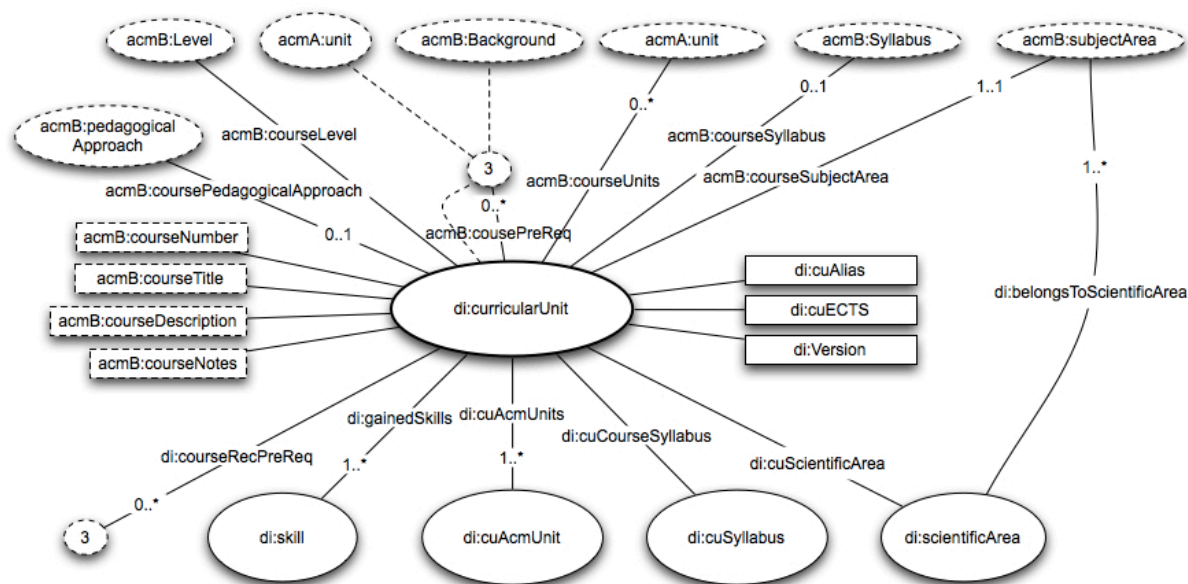 acmB:Level
acmA:unit
acmB:Background
acmA:unit
acmB:Syllabus
acmB:subjectArea
0..1
1..1
0..*
acmB:pedagogical
Approach
acmB:courseLevel
acmB:courseSyllabus
3
1..*
acmB:coursePedagogicalApproach
acmB:courseUnits
acmB:courseSubjectArea
0..*
acmB:cousePreReq
0..1
acmB:courseNumber
acmB:courseTitle
acmB:courseDescription
acmB:courseNotes
di:curricularUnit
di:cuAlias
di:cuECTS
di:Version
di:belongsToScientificArea
di:gainedSkills
di:cuAcmUnits
di:cuCourseSyllabus
di:courseRecPreReq
di:cuScientificArea
1..*
1..*
0..*
3
di:skill
di:cuAcmUnit
di:cuSyllabus
di:scientificArea